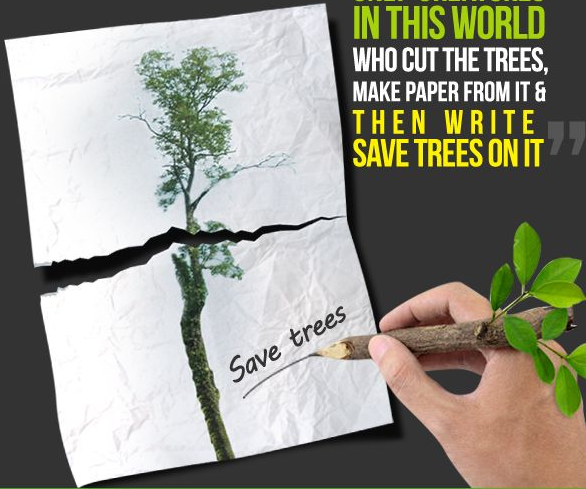 IN THIS WORLD
WHO CUT THE TREES,
MAKE PAPER FROM IT &
THEN WRITE
SAVE TREES ON IT”
Save trees